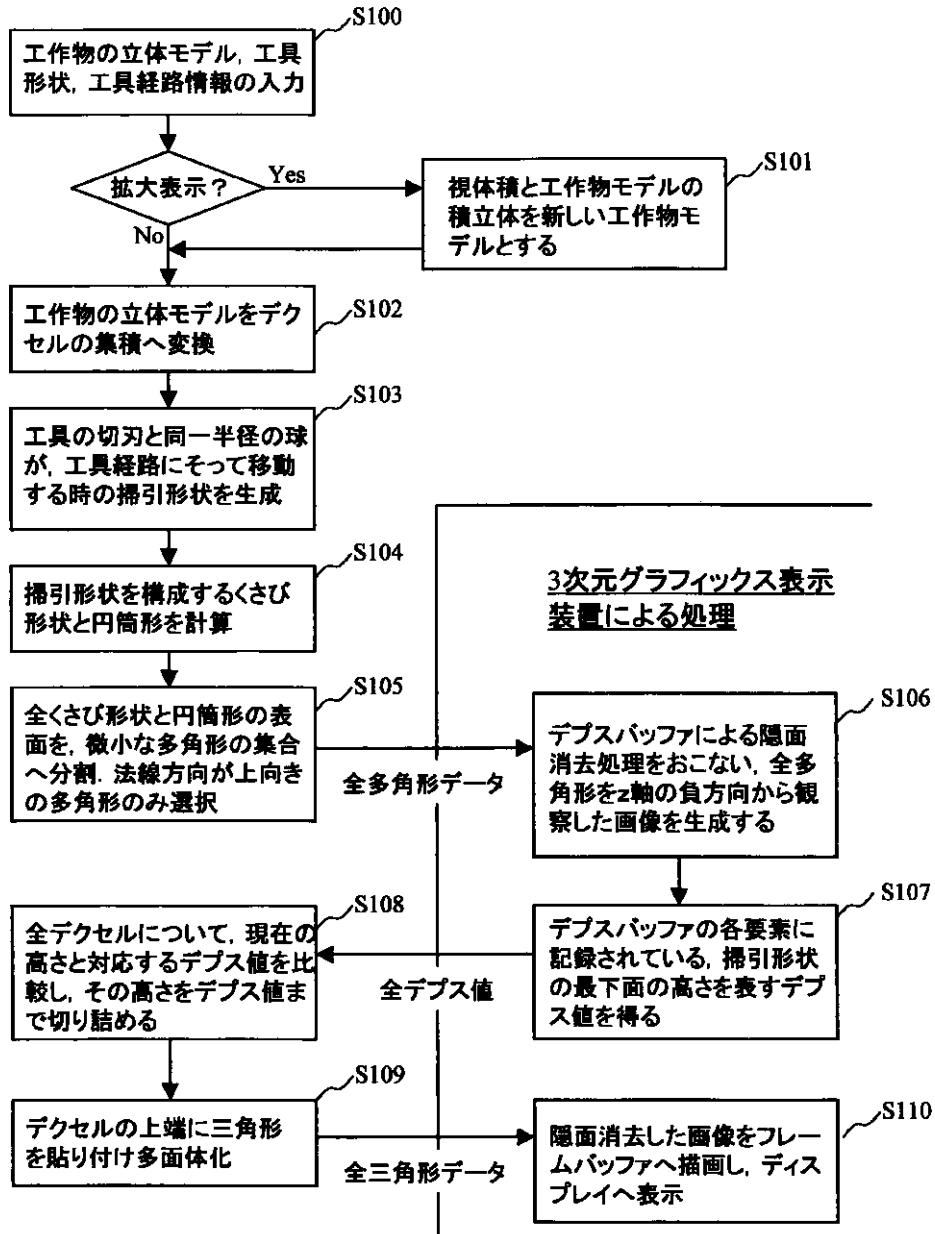 S100
工作物の立体モデル, 工具
形状, 工具経路情報の入力
拡大表示？
Yes
No
S101
視体積と工作物モデルの
積立体を新しい工作物モ
デルとする
S102
工作物の立体モデルをデク
セルの集積へ変換
S103
工具の切刃と同一半径の球
が, 工具経路にそって移動
する時の掃引形状を生成
S104
掃引形状を構成するくさび
形状と円筒形を計算
3次元グラフィックス表示
装置による処理
S105
全くさび形状と円筒形の表
面を, 微小な多角形の集合
へ分割. 法線方向が上向き
の多角形のみ選択
全多角形データ
S106
デプスバッファによる隠面
消去処理をおこない, 全多
角形をz軸の負方向から観
察した画像を生成する
S107
デプスバッファの各要素に
記録されている, 掃引形状
の最下面の高さを表すデプ
ス値を得る
全デプス値
S108
全デクセルについて, 現在の
高さと対応するデプス値を比
較し, その高さをデプス値ま
で切り詰める
S109
デクセルの上端に三角形
を貼り付け多面体化
全三角形データ
S110
隠面消去した画像をフレー
ムバッファへ描画し, ディス
プレイへ表示